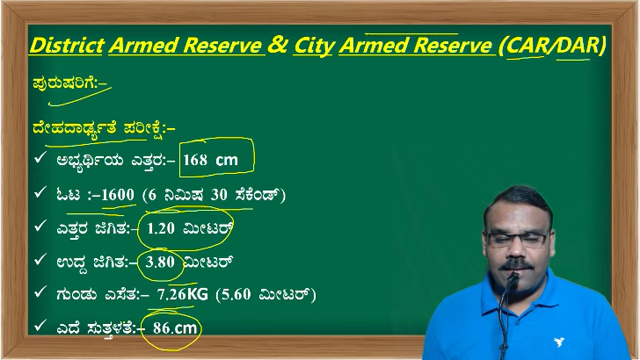 District Armed Reserve & City Armed Reserve (CAR/DAR)
ಪುರುಷರಿಗೆ:-
ದೇಹದಾರ್ಢ್ಯತೆ ಪರೀಕ್ಷೆ:-
✓ ಅಭ್ಯರ್ಥಿಯ ಎತ್ತರ:- 168 cm
✓ ಓಟ :-1600 (6 ನಿಮಿಷ 30 ಸೆಕೆಂಡ್)
✓ ಎತ್ತರ ಜಿಗಿತ:- 1.20 ಮೀಟರ್
✓ ಉದ್ದ ಜಿಗಿತ:- 3.80 ಮೀಟರ್
✓ ಗುಂಡು ಎಸೆತ:- 7.26KG (5.60 ಮೀಟರ್)
✓ ಎದೆ ಸುತ್ತಳತೆ:- 86.cm